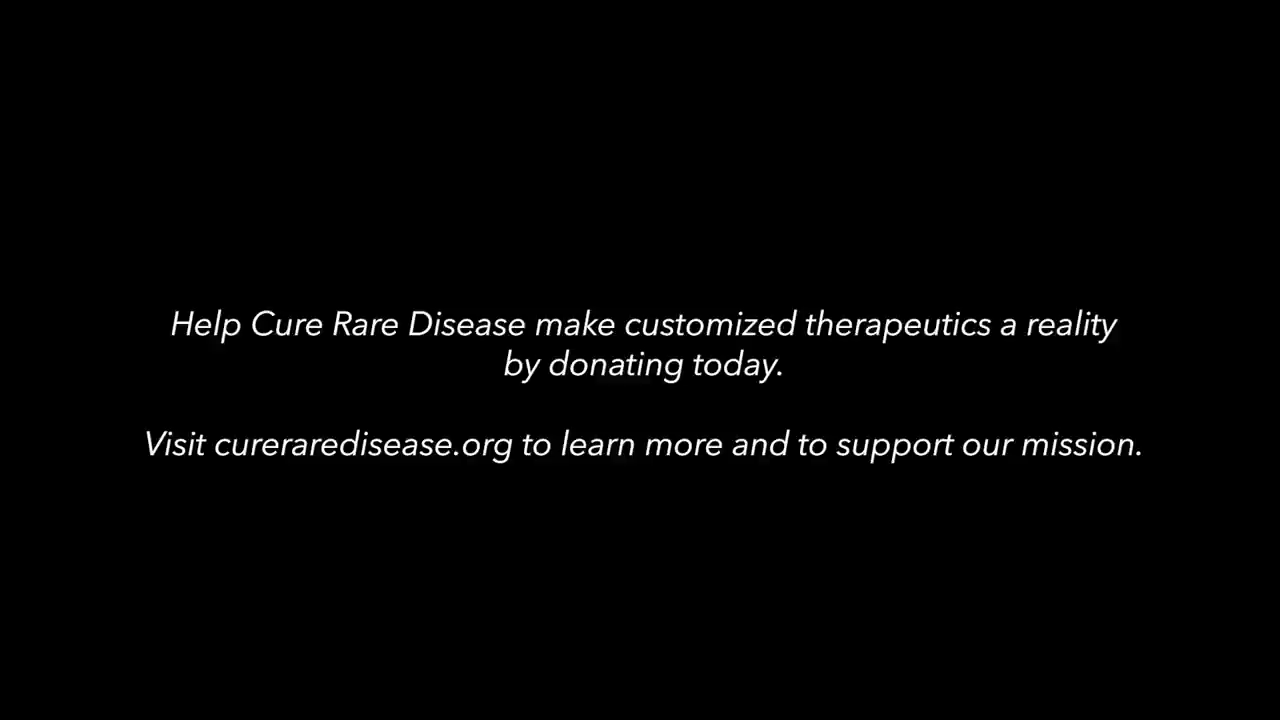 Help Cure Rare Disease make customized therapeutics a reality
by donating today.
Visit cureraredisease.org to learn more and to support our mission.